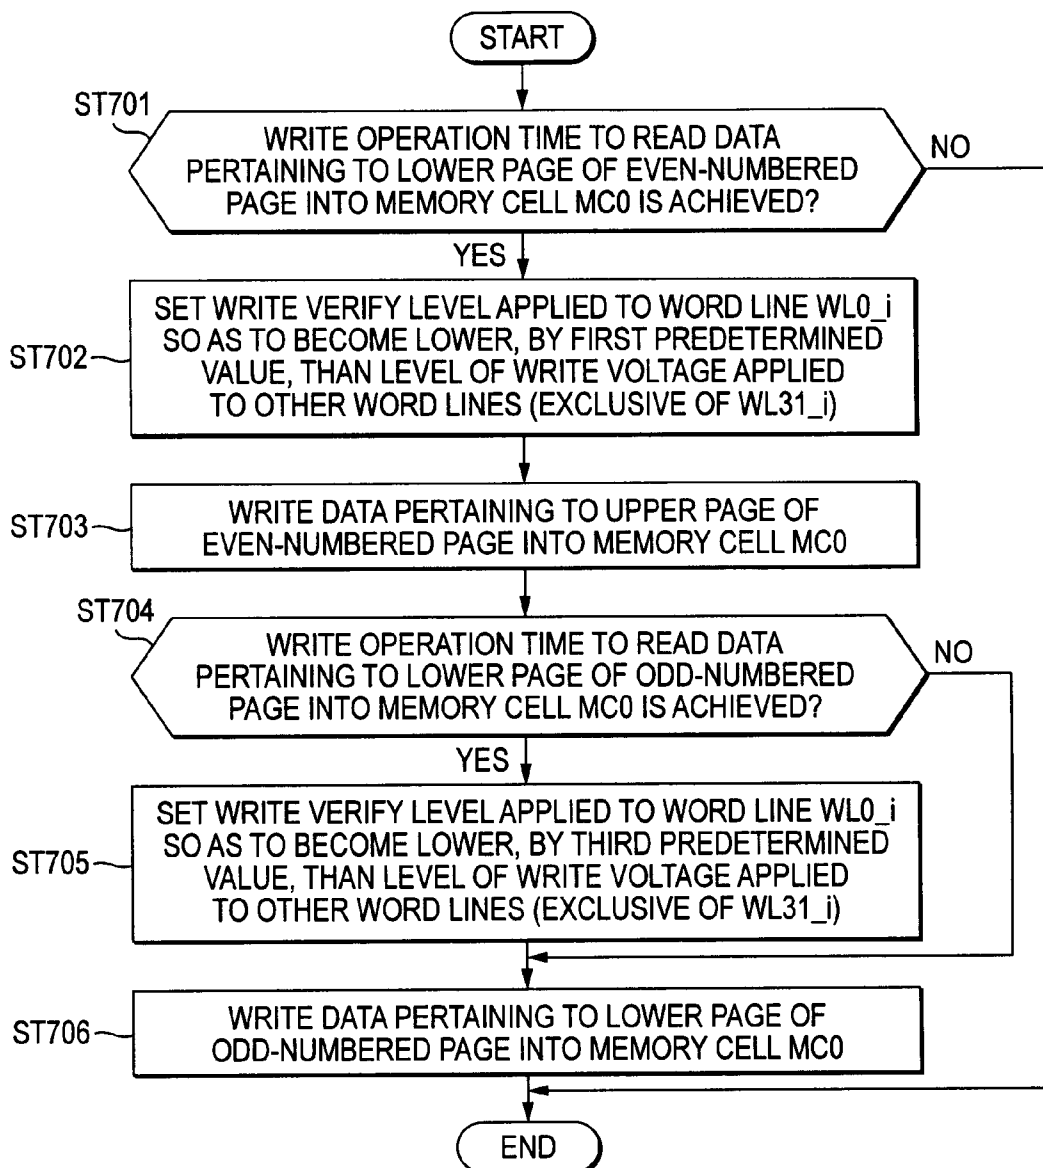 START
ST701
WRITE OPERATION TIME TO READ DATA
PERTAINING TO LOWER PAGE OF EVEN-NUMBERED
PAGE INTO MEMORY CELL MC0 IS ACHIEVED?
NO
YES
ST702
SET WRITE VERIFY LEVEL APPLIED TO WORD LINE WL0_i
SO AS TO BECOME LOWER, BY FIRST PREDETERMINED
VALUE, THAN LEVEL OF WRITE VOLTAGE APPLIED
TO OTHER WORD LINES (EXCLUSIVE OF WL31_i)
ST703
WRITE DATA PERTAINING TO UPPER PAGE OF
EVEN-NUMBERED PAGE INTO MEMORY CELL MC0
ST704
WRITE OPERATION TIME TO READ DATA
PERTAINING TO LOWER PAGE OF ODD-NUMBERED
PAGE INTO MEMORY CELL MC0 IS ACHIEVED?
NO
YES
ST705
SET WRITE VERIFY LEVEL APPLIED TO WORD LINE WL0_i
SO AS TO BECOME LOWER, BY THIRD PREDETERMINED
VALUE, THAN LEVEL OF WRITE VOLTAGE APPLIED
TO OTHER WORD LINES (EXCLUSIVE OF WL31_i)
ST706
WRITE DATA PERTAINING TO LOWER PAGE OF
ODD-NUMBERED PAGE INTO MEMORY CELL MC0
END